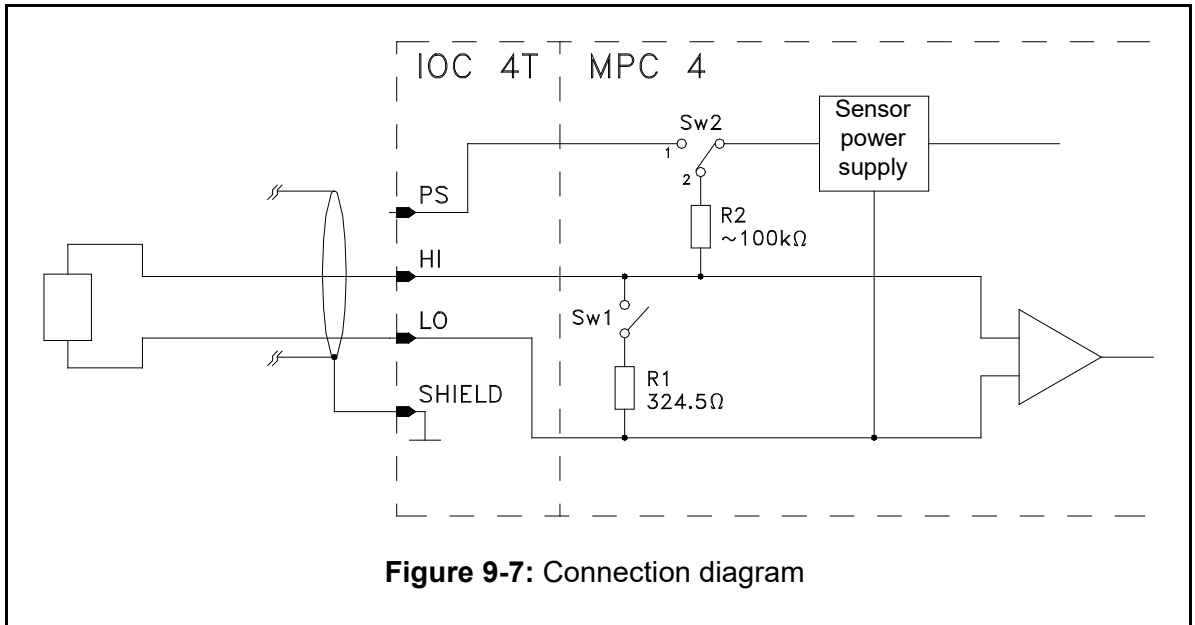 IOC 4T
MPC 4
Sensor
power
supply
Sw2
1
2
PS
R2
~100kΩ
HI
Sw1
LO
R1
324.5Ω
SHIELD
Figure 9-7: Connection diagram